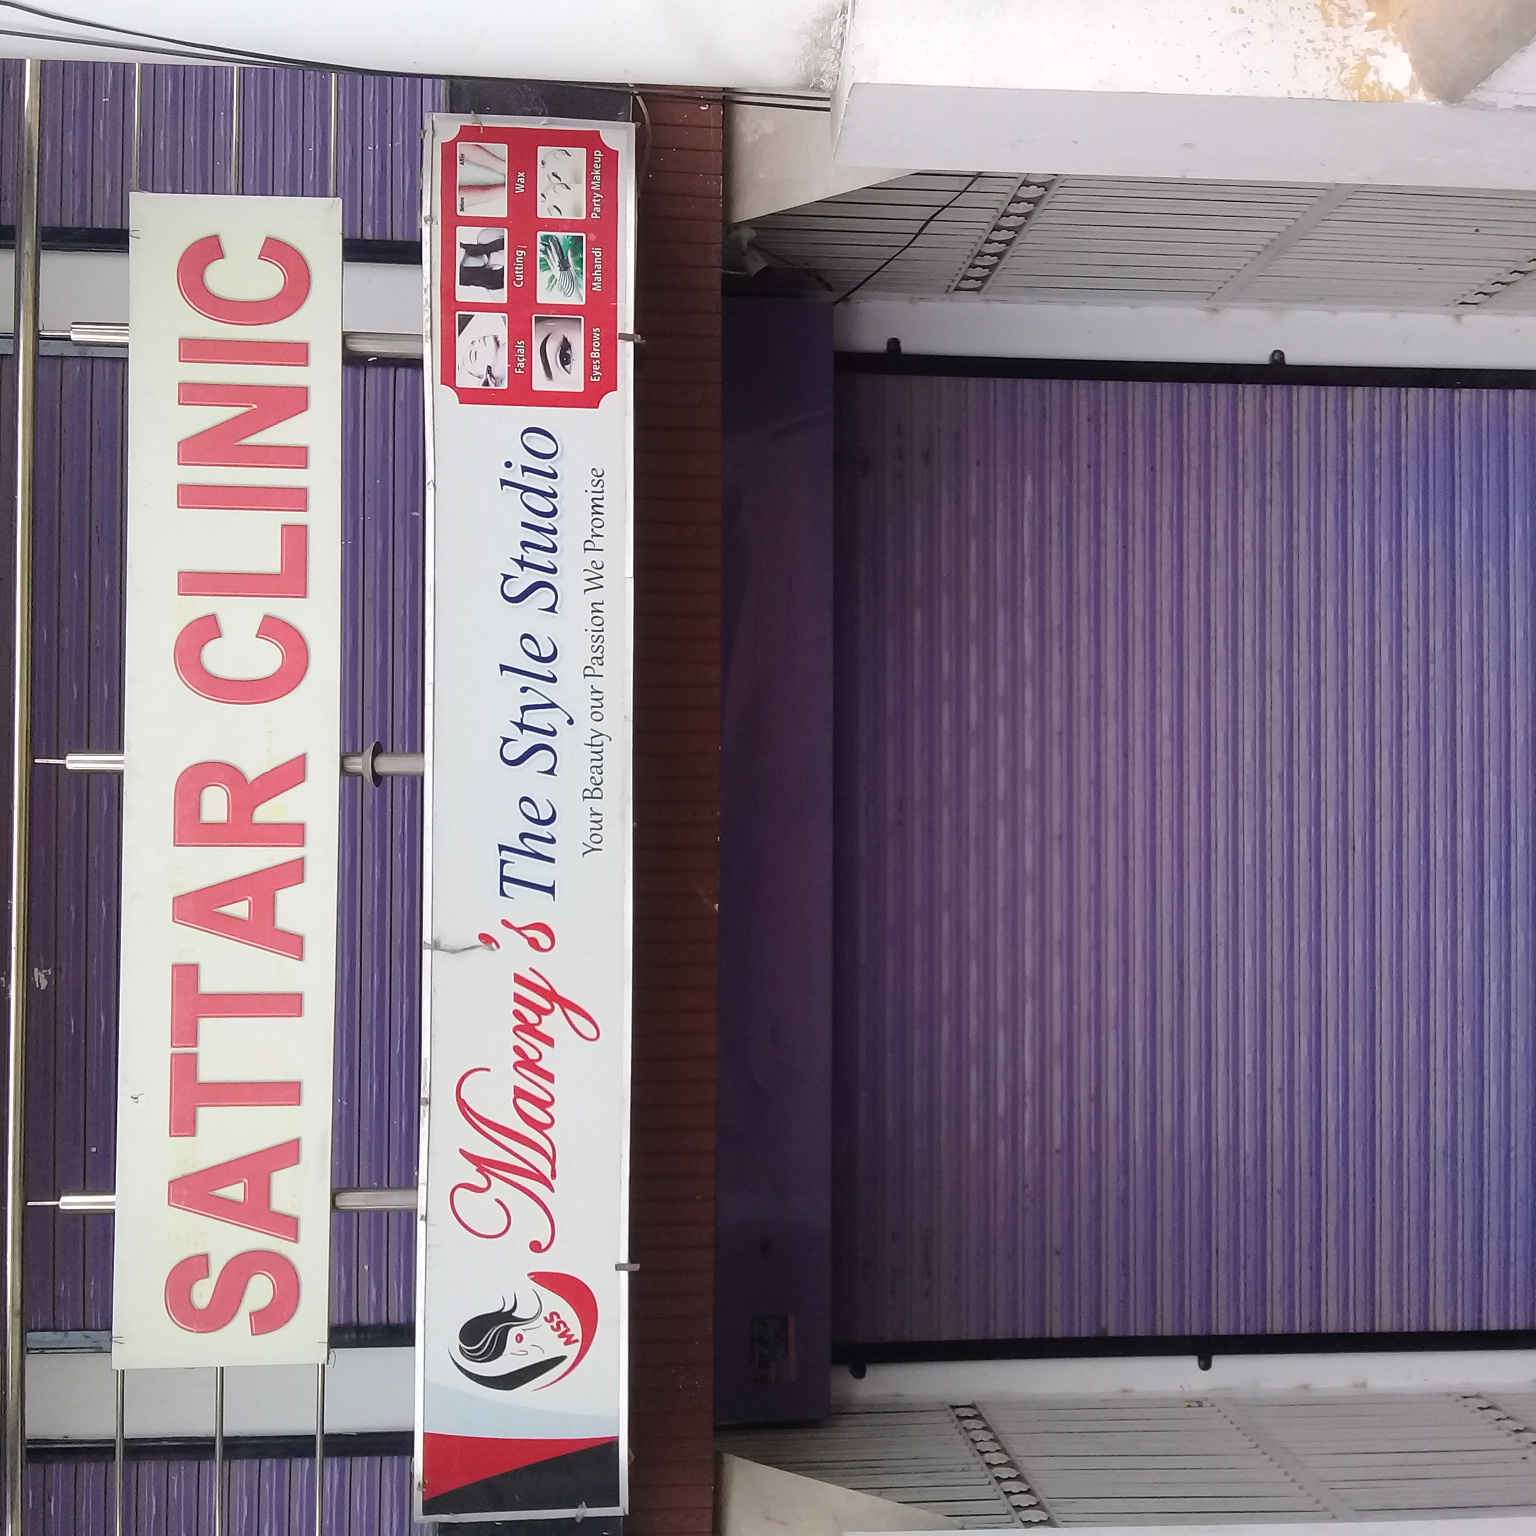 SATTAR CLINIC
MSS
Marry's The Style Studio
Your Beauty our Passion We Promise
Before After
Facials Cutting Wax
Eyes Brows Mahandi Party Makeup